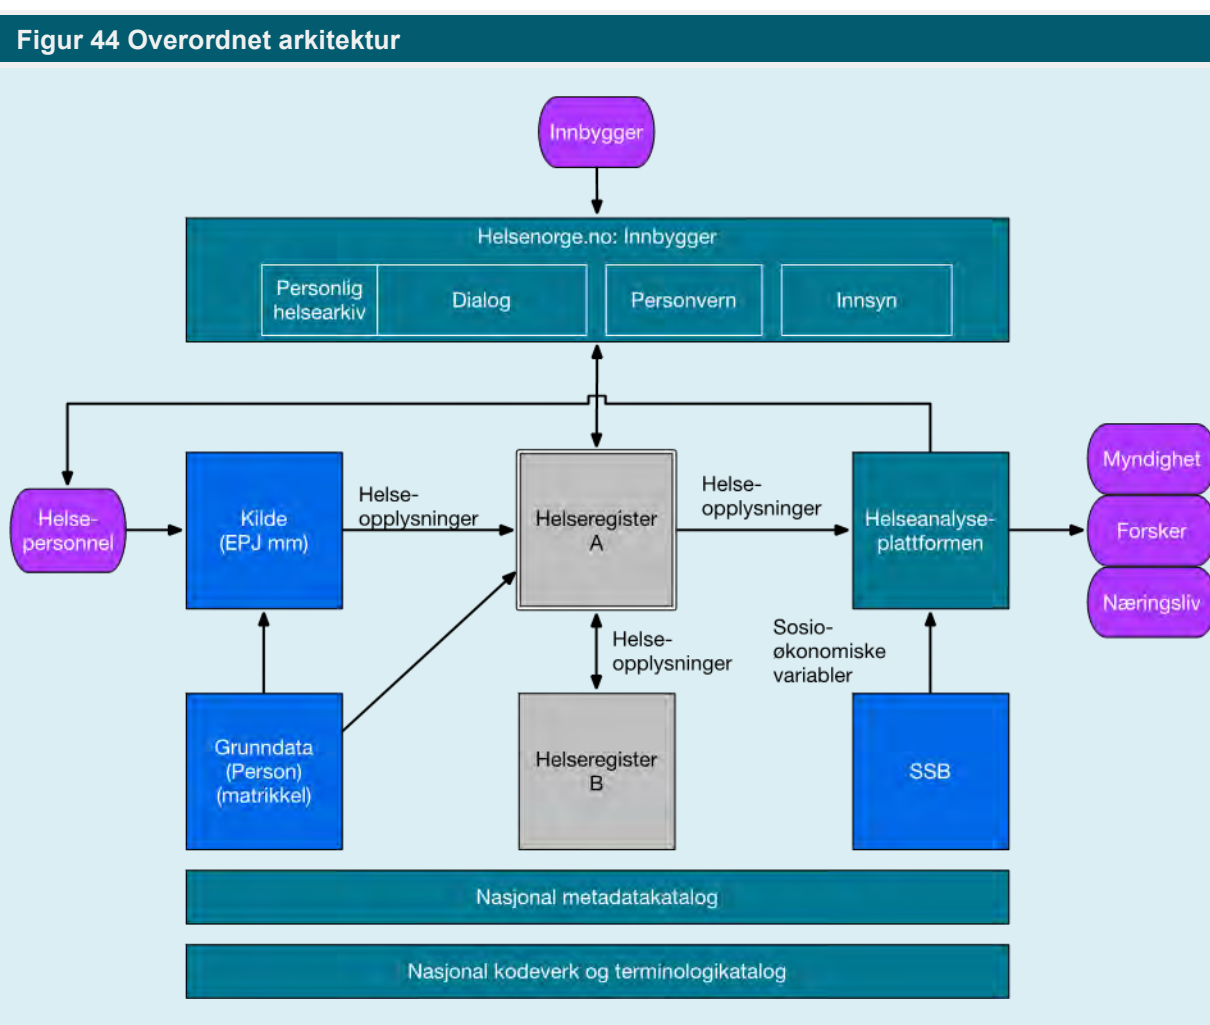 Figur 44 Overordnet arkitektur
Innbygger
Helsenorge.no: Innbygger
Personlig
helsearkiv
Dialog
Personvern
Innsyn
Helse-
personnel
Kilde
(EPJ mm)
Helse-
opplysninger
Helseregister
A
Helse-
opplysninger
Helseanalyse-
plattformen
Myndighet
Forsker
Næringsliv
Helse-
opplysninger
Sosio-
økonomiske
variabler
Grunndata
(Person)
(matrikkel)
Helseregister
B
SSB
Nasjonal metadatakatalog
Nasjonal kodeverk og terminologikatalog